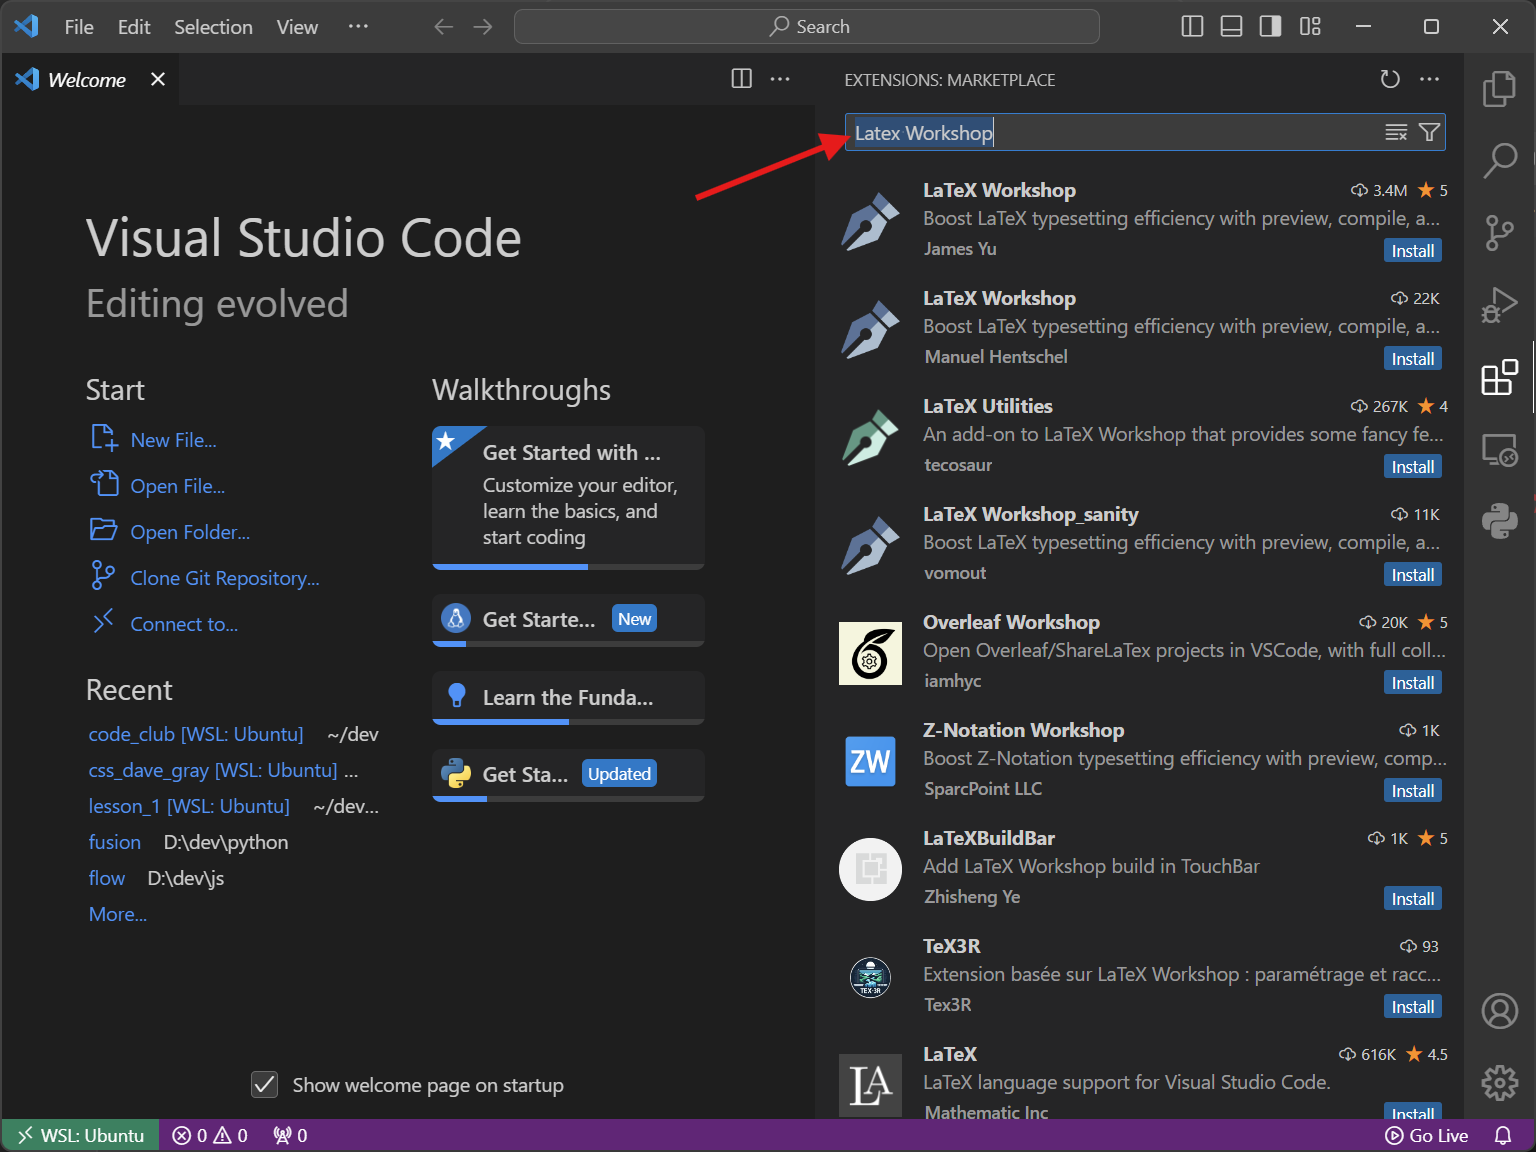 File Edit Selection View ··· Search
Welcome
EXTENSIONS: MARKETPLACE
Latex Workshop
Visual Studio Code
Editing evolved
Start
New File...
Open File...
Open Folder...
Clone Git Repository...
Connect to...
Recent
code_club [WSL: Ubuntu] ~/dev
css_dave_gray [WSL: Ubuntu] ...
lesson_1 [WSL: Ubuntu] ~/dev...
fusion D:\dev\python
flow D:\dev\js
More...
Walkthroughs
Get Started with ...
Customize your editor,
learn the basics, and
start coding
Get Starte... New
Learn the Funda...
Get Sta... Updated
Show welcome page on startup
LaTeX Workshop 3.4M 5
Boost LaTeX typesetting efficiency with preview, compile, a...
James Yu Install
LaTeX Workshop 22K
Boost LaTeX typesetting efficiency with preview, compile, a...
Manuel Hentschel Install
LaTeX Utilities 267K 4
An add-on to LaTeX Workshop that provides some fancy fe...
tecosaur Install
LaTeX Workshop_sanity 11K
Boost LaTeX typesetting efficiency with preview, compile, a...
vomout Install
Overleaf Workshop 20K 5
Open Overleaf/ShareLaTex projects in VSCode, with full coll...
iamhyc Install
ZW
Z-Notation Workshop 1K
Boost Z-Notation typesetting efficiency with preview, comp...
SparcPoint LLC Install
LaTeXBuildBar 1K 5
Add LaTeX Workshop build in TouchBar
Zhisheng Ye Install
TEX-3R
TeX3R 93
Extension basée sur LaTeX Workshop : paramétrage et racc...
Tex3R Install
LA
LaTeX 616K 4.5
LaTeX language support for Visual Studio Code.
Mathematic Inc Install
WSL: Ubuntu 0 0 0 Go Live